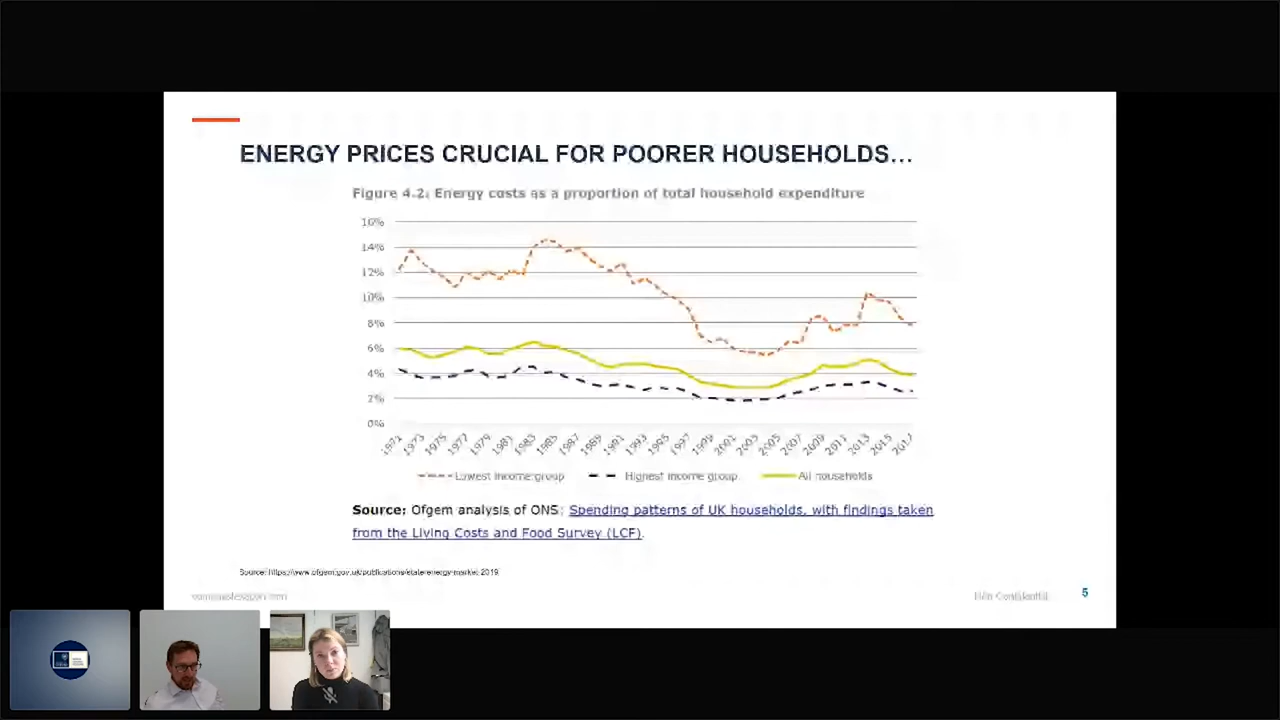 ENERGY PRICES CRUCIAL FOR POORER HOUSEHOLDS...
Figure 4.2: Energy costs as a proportion of total household expenditure
16%
14%
12%
10%
8%
6%
4%
2%
0%
1971 1973 1975 1977 1979 1981 1983 1985 1987 1989 1991 1993 1995 1997 1999 2001 2003 2005 2007 2009 2011 2013 2015 2017
Lowest income group Highest income group All households
Source: Ofgem analysis of ONS: Spending patterns of UK households, with findings taken
from the Living Costs and Food Survey (LCF).
Source: https://www.ofgem.gov.uk/publications/state-energy-market-2019
Confidential 5